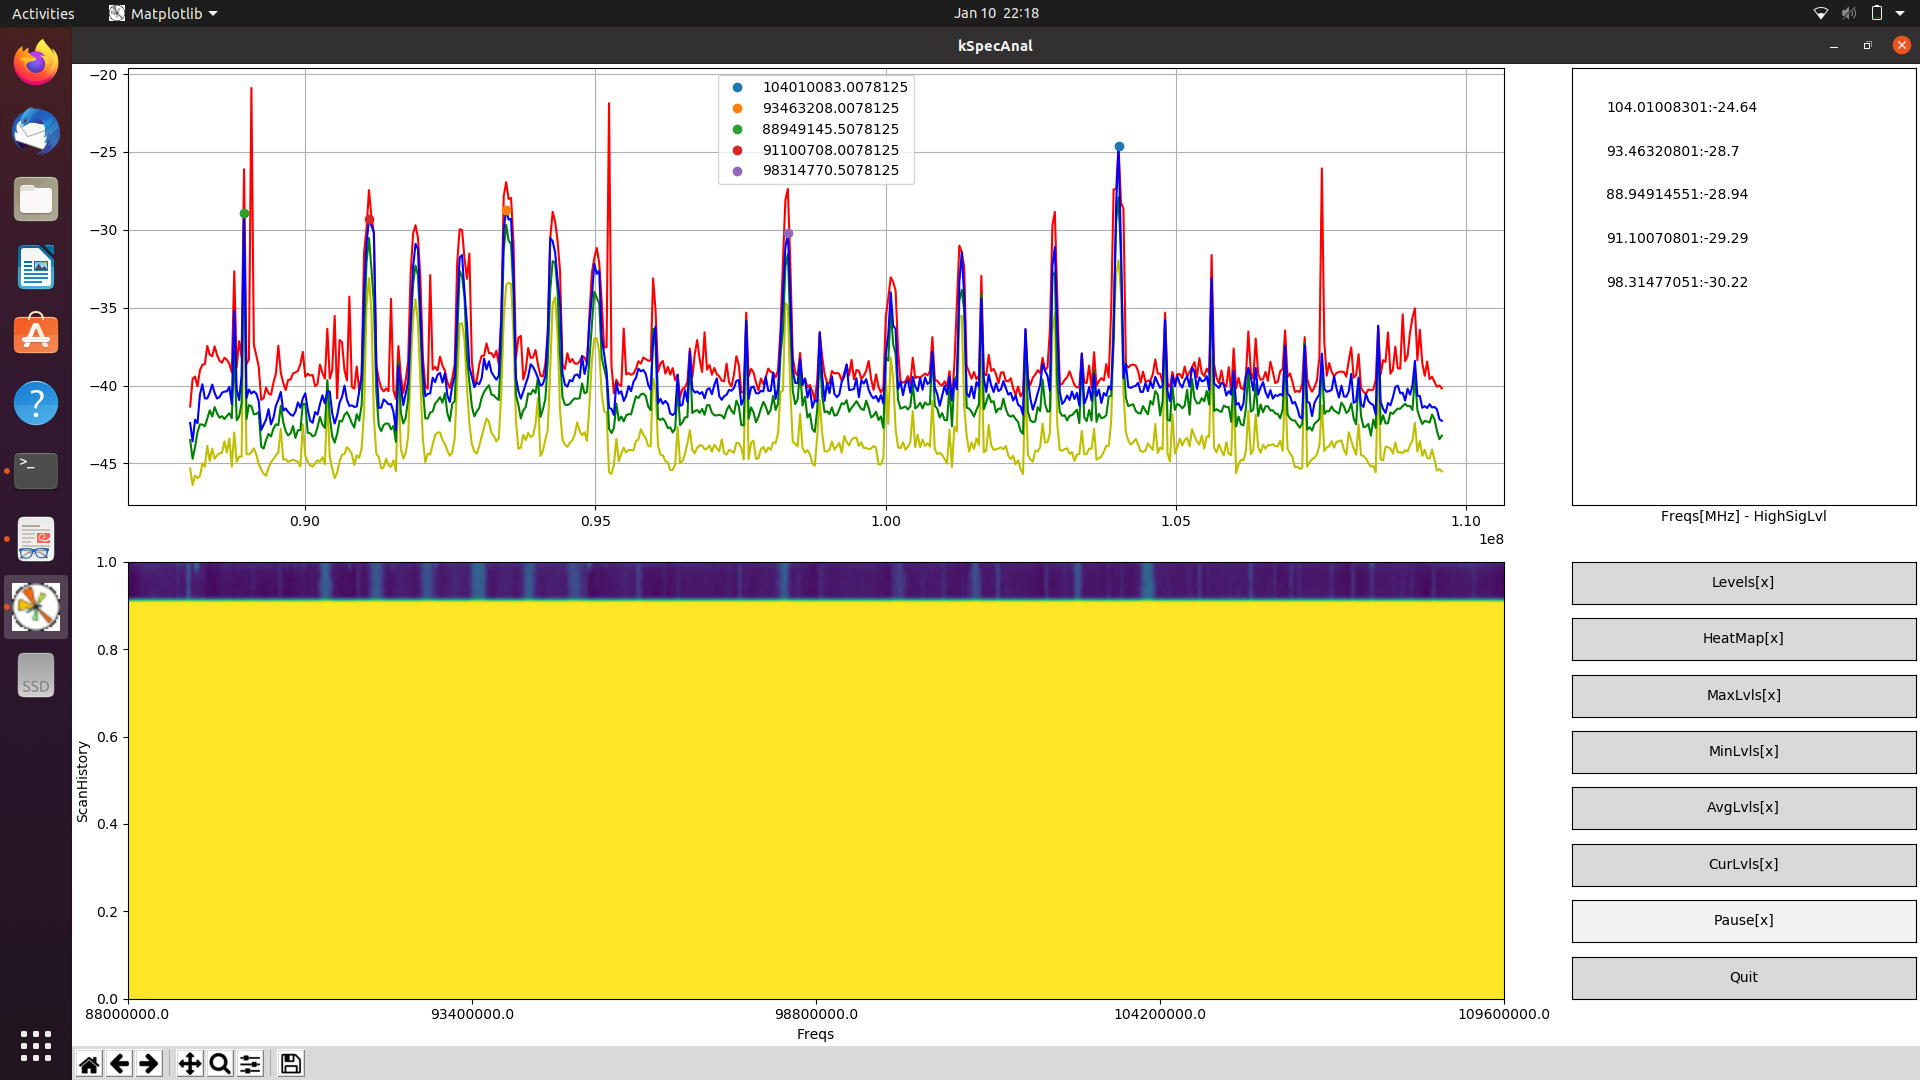 Activities
Matplotlib
Jan 10 22:18
kSpecAnal
−20
−25
−30
−35
−40
−45
104010083.0078125
93463208.0078125
88949145.5078125
91100708.0078125
98314770.5078125
0.90
0.95
1.00
1.05
1.10
1e8
104.01008301:-24.64
93.46320801:-28.7
88.94914551:-28.94
91.10070801:-29.29
98.31477051:-30.22
Freqs[MHz] - HighSigLvl
1.0
0.8
0.6
0.4
0.2
0.0
ScanHistory
88000000.0
93400000.0
98800000.0
104200000.0
109600000.0
Freqs
Levels[x]
HeatMap[x]
MaxLvls[x]
MinLvls[x]
AvgLvls[x]
CurLvls[x]
Pause[x]
Quit
>_
?
SSD